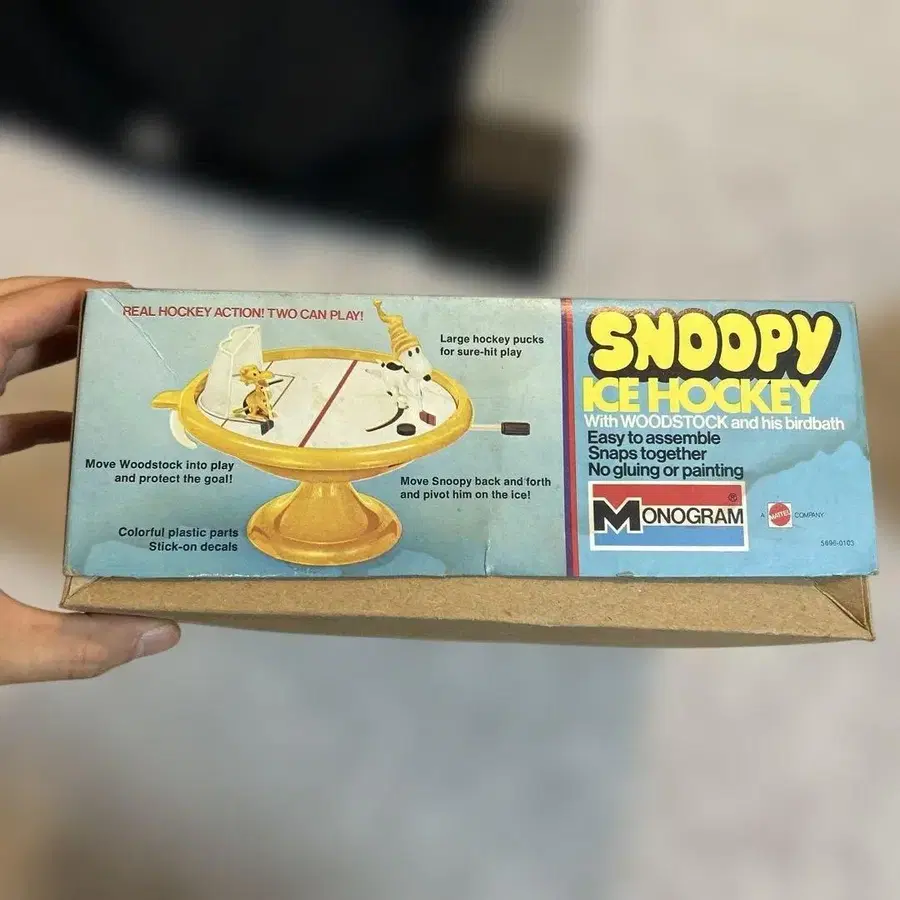 REAL HOCKEY ACTION! TWO CAN PLAY!
Large hockey pucks
for sure-hit play
Move Woodstock into play
and protect the goal!
Move Snoopy back and forth
and pivot him on the ice!
Colorful plastic parts
Stick-on decals
SNOOPY
ICE HOCKEY
With WOODSTOCK and his birdbath
Easy to assemble
Snaps together
No gluing or painting
MONOGRAM®
A MATTEL COMPANY
5696-0103